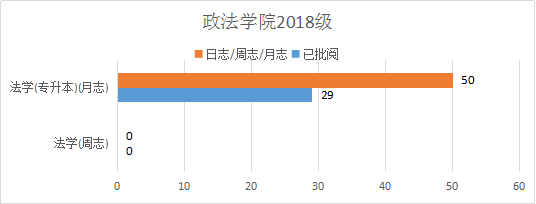 政法学院2018级
日志/周志/月志 已批阅
法学(专升本)(月志)
50
29
法学(周志)
0
0
0 10 20 30 40 50 60